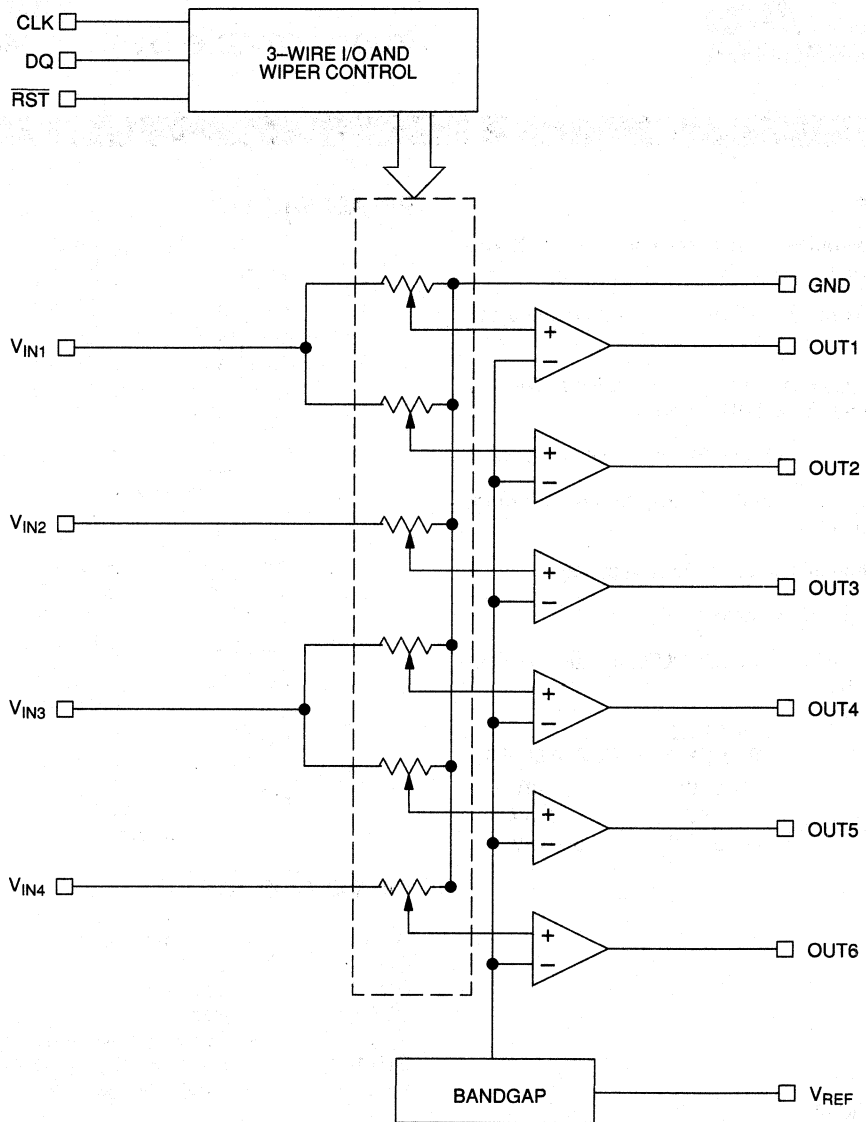 CLK
DQ
RST
3–WIRE I/O AND
WIPER CONTROL
GND
VIN1
+
−
OUT1
+
−
OUT2
VIN2
+
−
OUT3
VIN3
+
−
OUT4
+
−
OUT5
VIN4
+
−
OUT6
BANDGAP
VREF